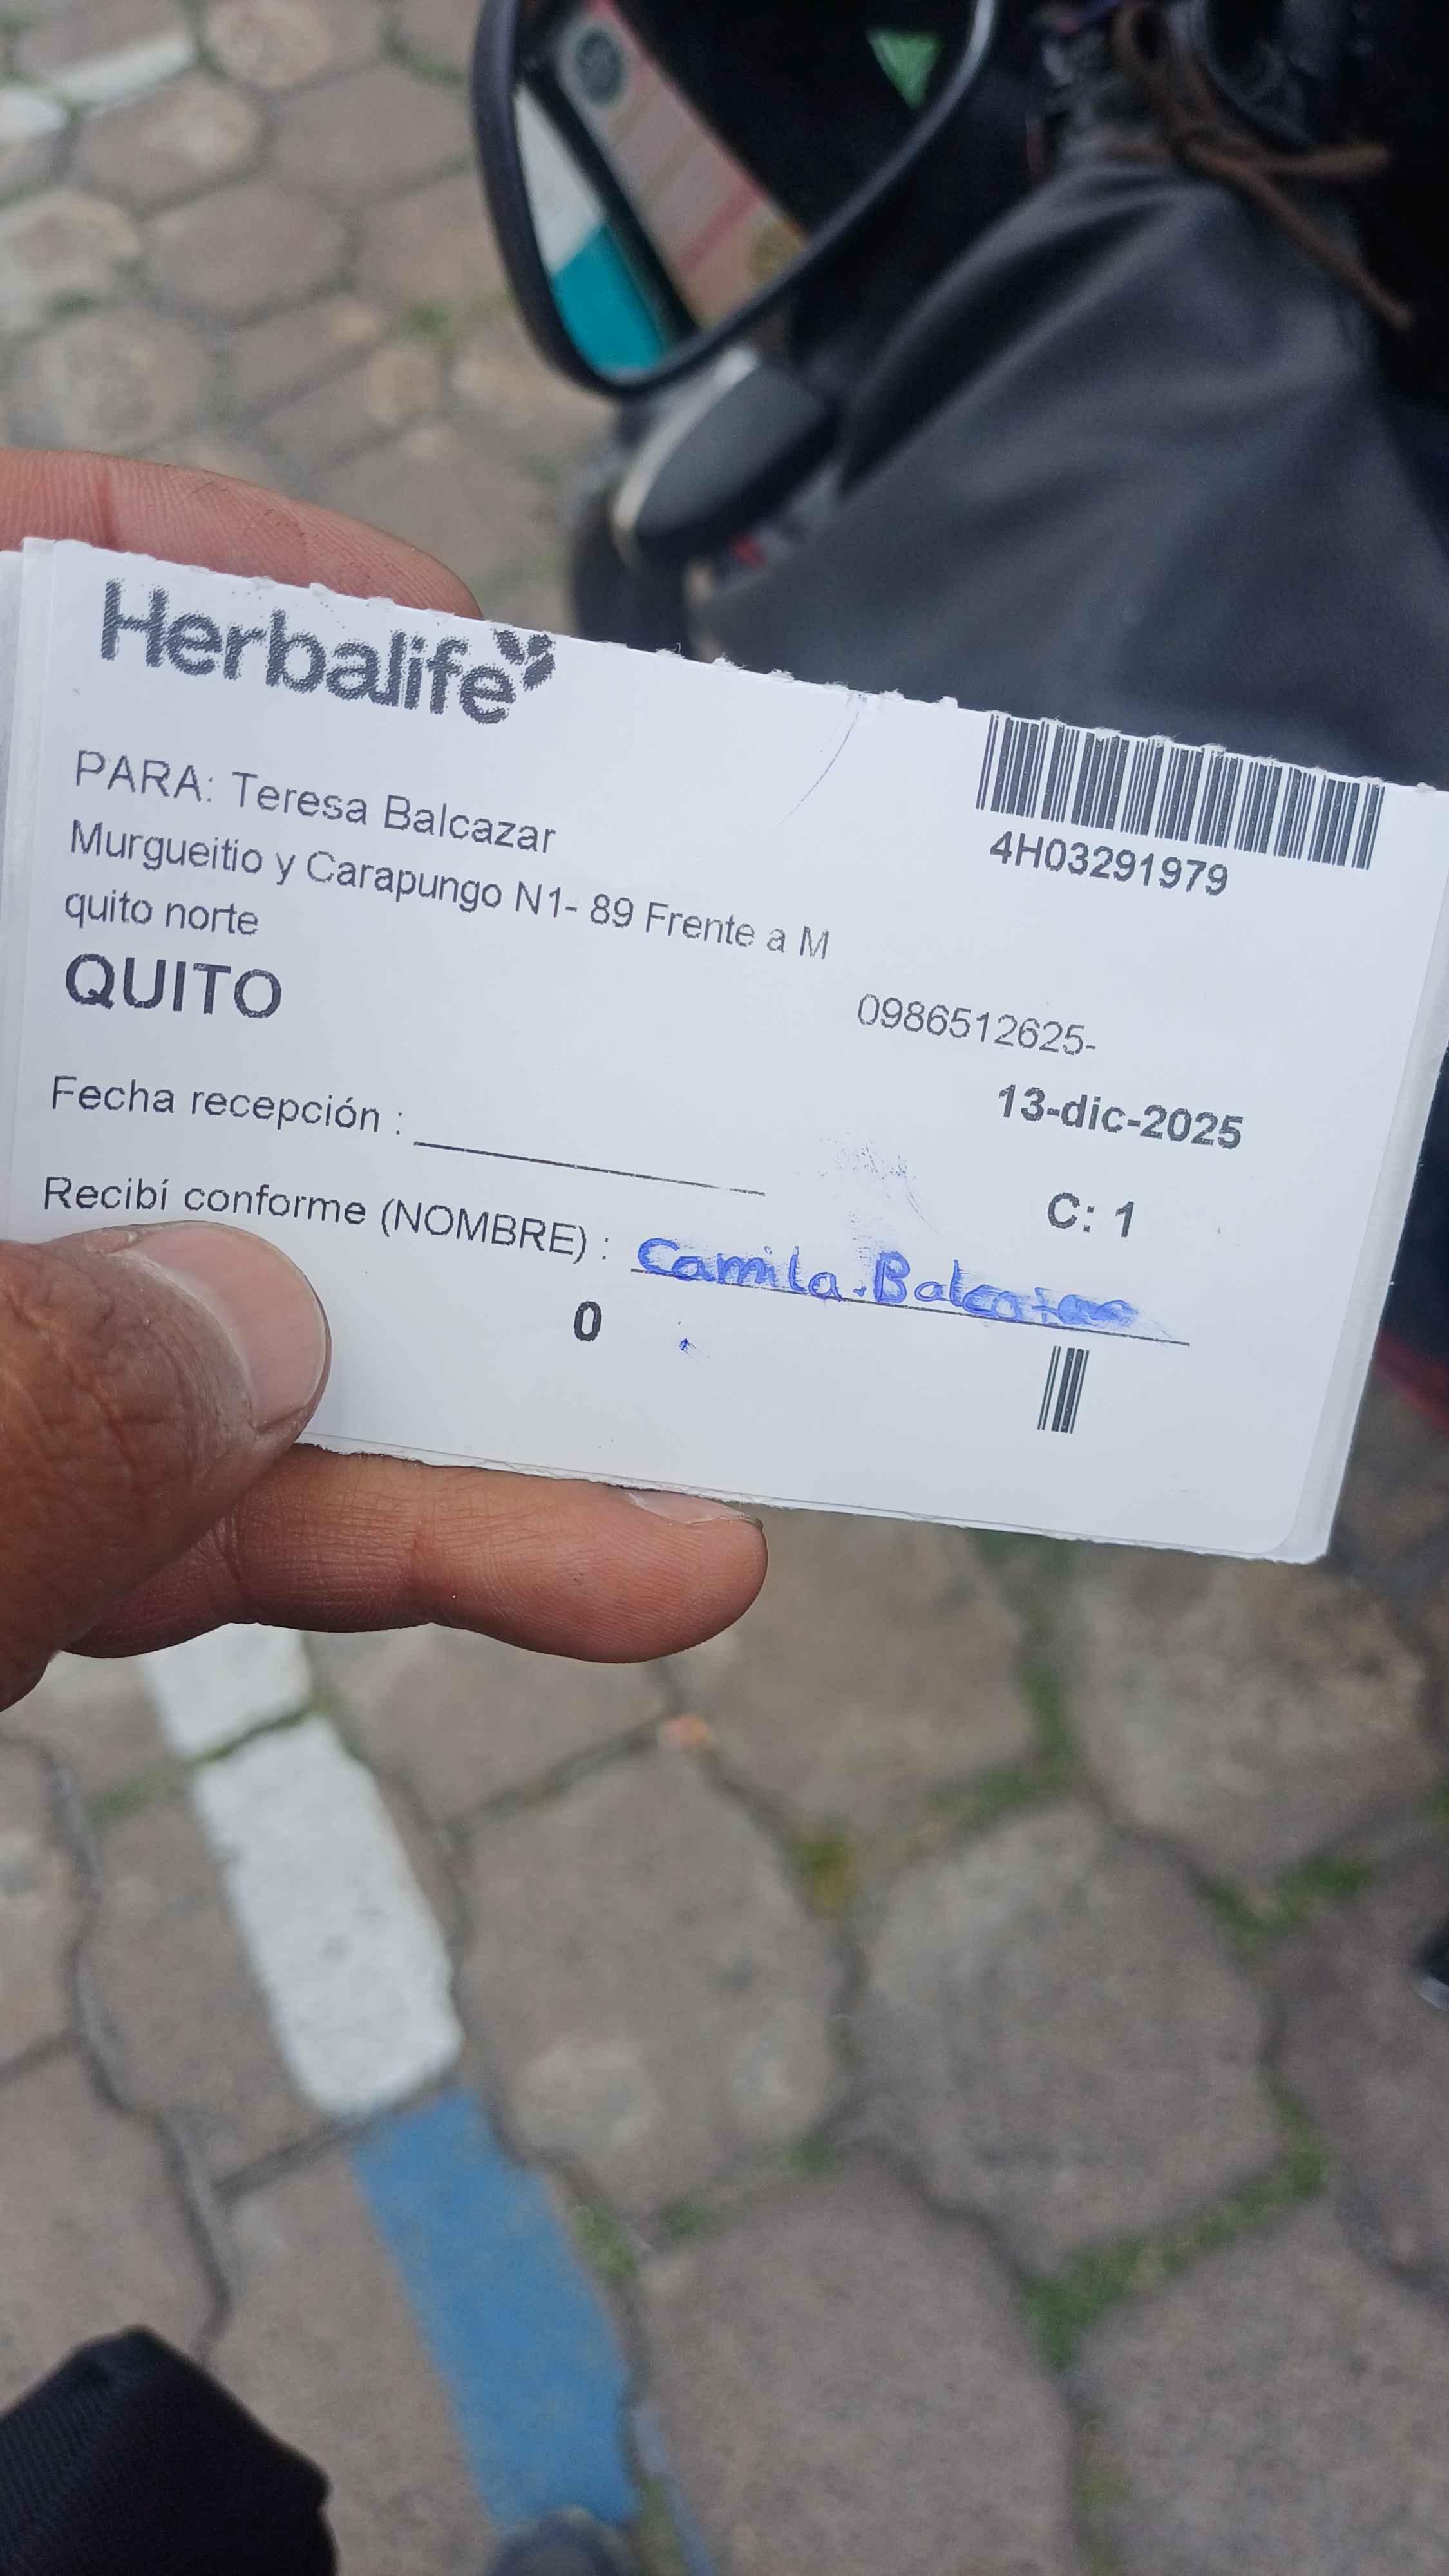 Herbalife
4H03291979
PARA: Teresa Balcazar
Murgueitio y Carapungo N1- 89 Frente a M
quito norte
QUITO
0986512625-
13-dic-2025
Fecha recepción :
C: 1
Recibí conforme (NOMBRE) : Camila Balcazar
0